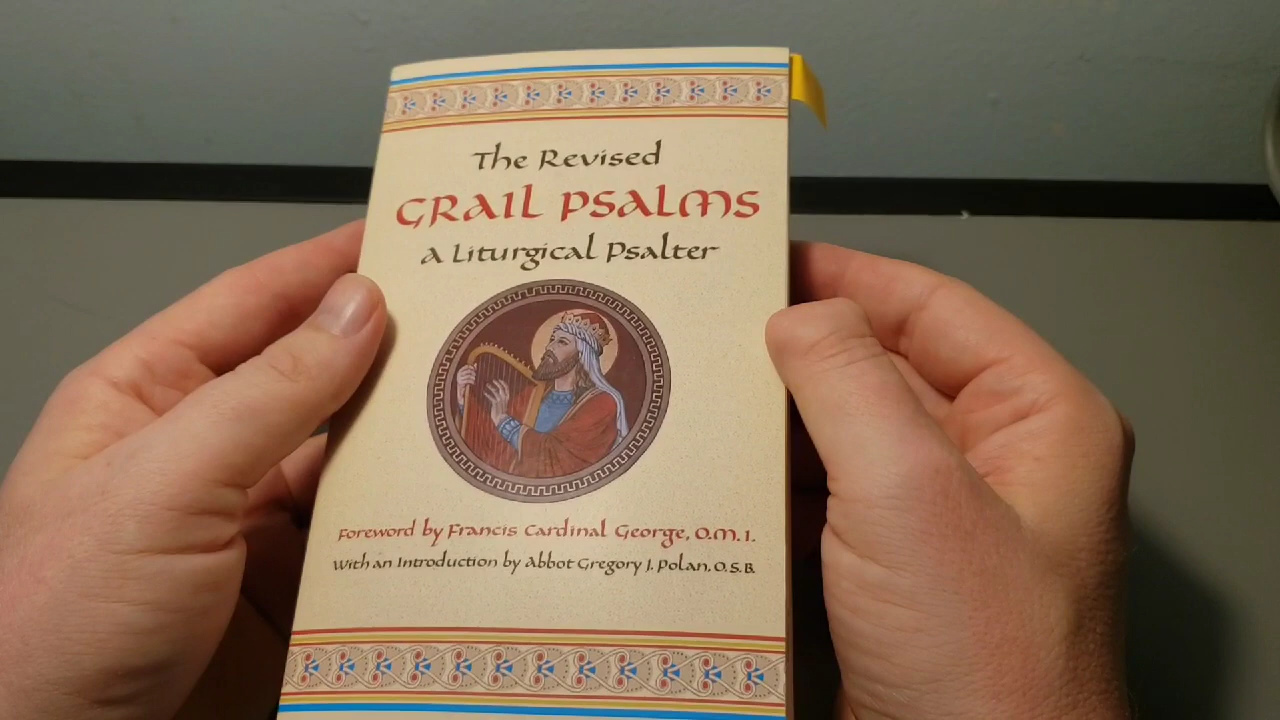 The Revised
GRAIL PSALMS
a Liturgical Psalter
Foreword by Francis Cardinal George, O.M.I.
With an Introduction by Abbot Gregory J. Polan, O.S.B.